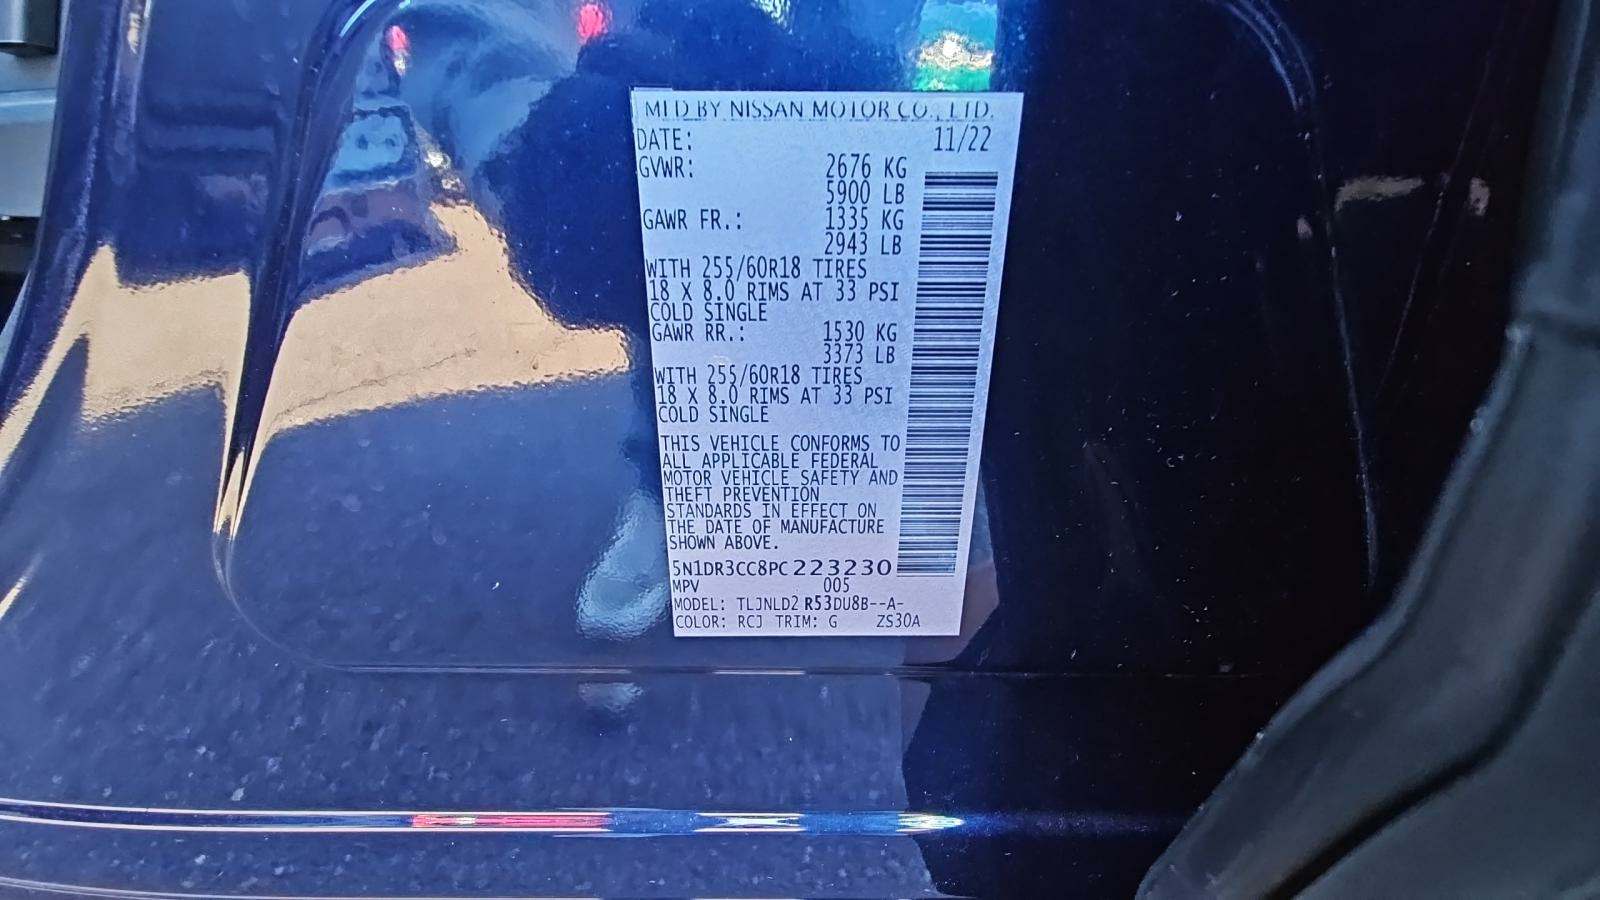 MFD BY NISSAN MOTOR CO., LTD.
DATE: 11/22
GVWR: 2676 KG
5900 LB
GAWR FR.: 1335 KG
2943 LB
WITH 255/60R18 TIRES
18 X 8.0 RIMS AT 33 PSI
COLD SINGLE
GAWR RR.: 1530 KG
3373 LB
WITH 255/60R18 TIRES
18 X 8.0 RIMS AT 33 PSI
COLD SINGLE
THIS VEHICLE CONFORMS TO
ALL APPLICABLE FEDERAL
MOTOR VEHICLE SAFETY AND
THEFT PREVENTION
STANDARDS IN EFFECT ON
THE DATE OF MANUFACTURE
SHOWN ABOVE.
5N1DR3CC8PC223230
MPV 005
MODEL: TLJNLD2 R53DU8B--A-
COLOR: RCJ TRIM: G ZS30A